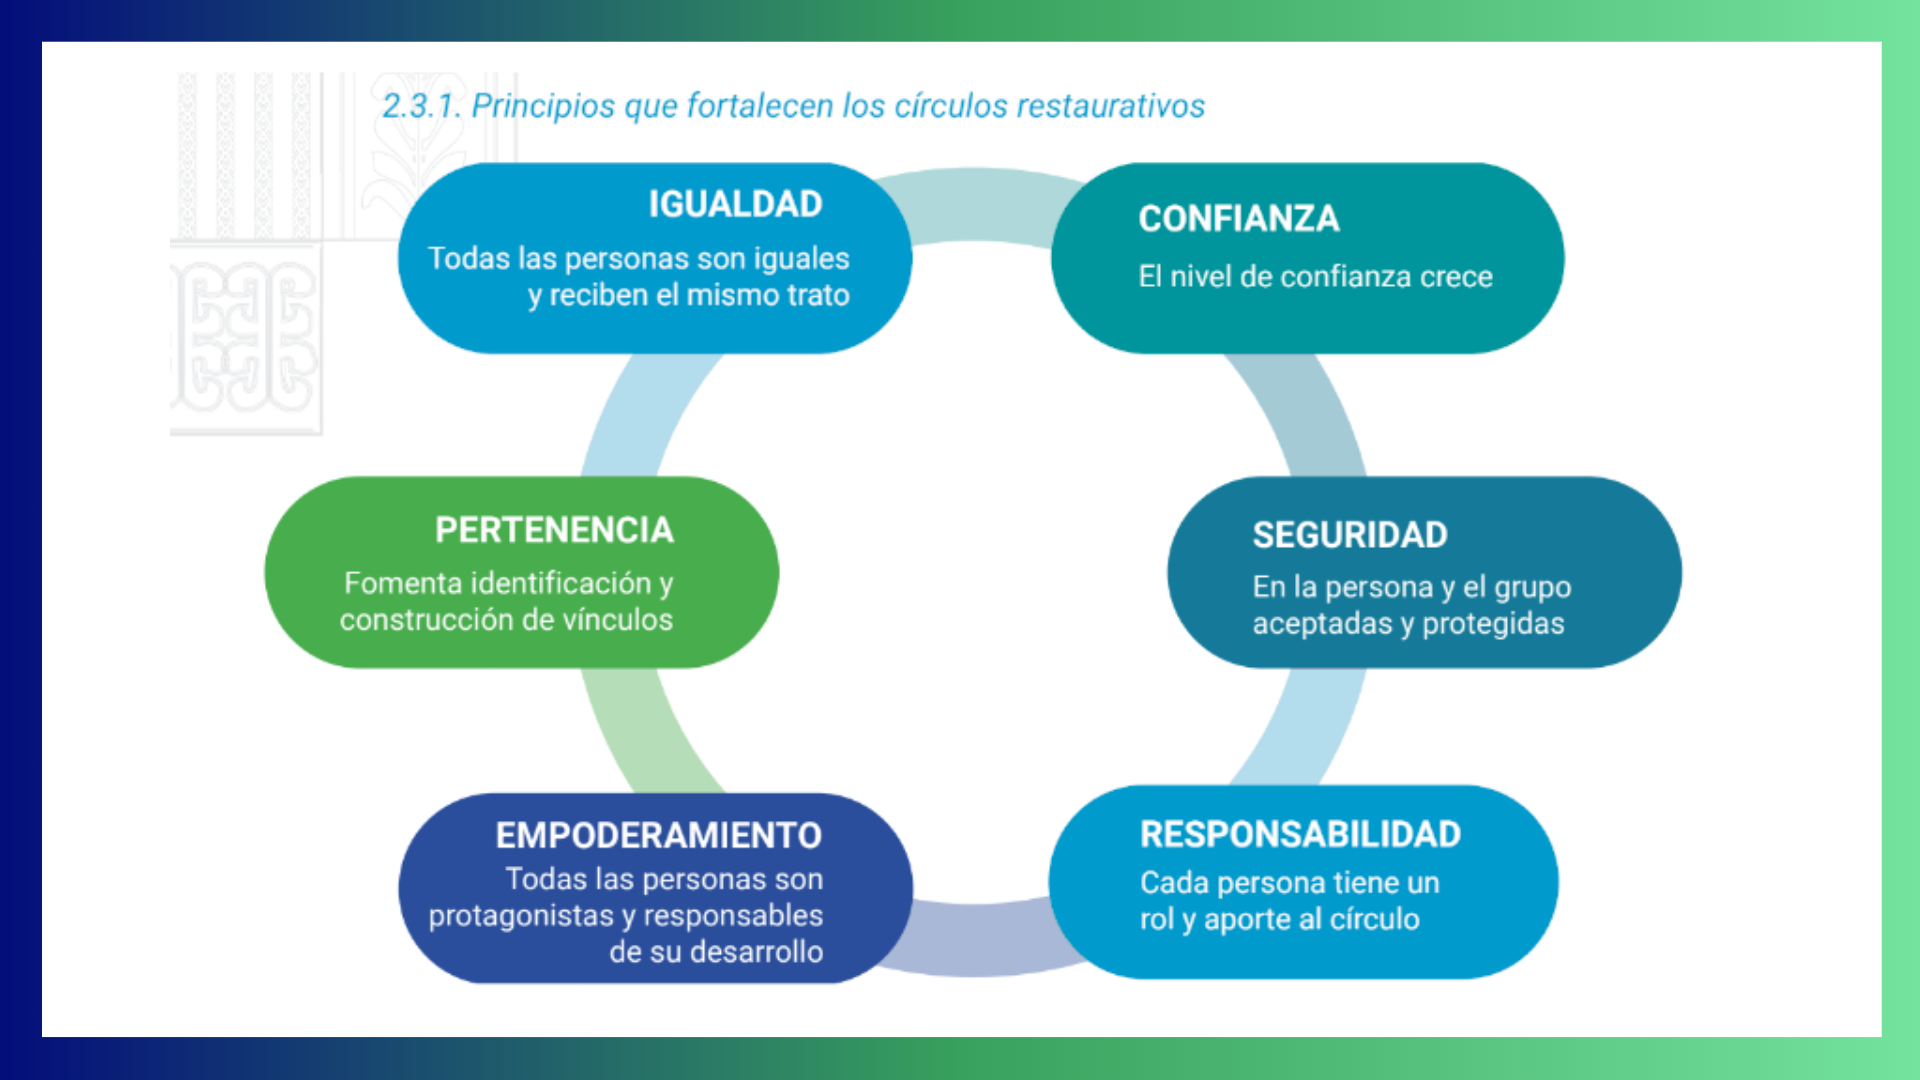 2.3.1. Principios que fortalecen los círculos restaurativos
IGUALDAD
Todas las personas son iguales
y reciben el mismo trato
CONFIANZA
El nivel de confianza crece
PERTENENCIA
Fomenta identificación y
construcción de vínculos
SEGURIDAD
En la persona y el grupo
aceptadas y protegidas
EMPODERAMIENTO
Todas las personas son
protagonistas y responsables
de su desarrollo
RESPONSABILIDAD
Cada persona tiene un
rol y aporte al círculo